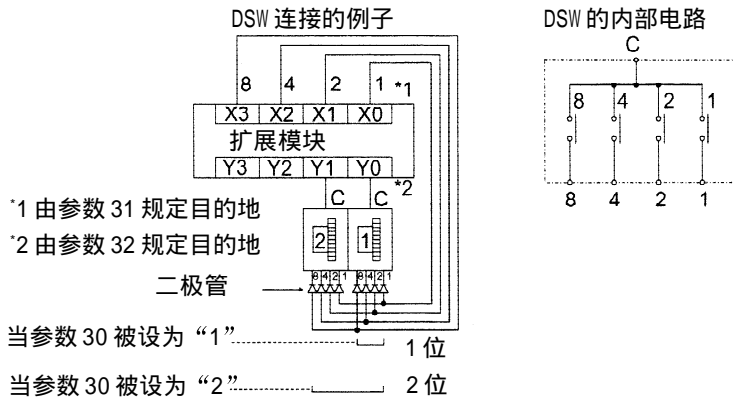 DSW 连接的例子
DSW 的内部电路
C
8 4 2 1 *1
8 4 2 1
X3 X2 X1 X0
扩展模块
Y3 Y2 Y1 Y0
*2
8 4 2 1
C C
*1 由参数 31 规定目的地
*2 由参数 32 规定目的地
2 1
二极管
8 4 2 1 8 4 2 1
当参数 30 被设为“1”
1 位
当参数 30 被设为“2”
2 位